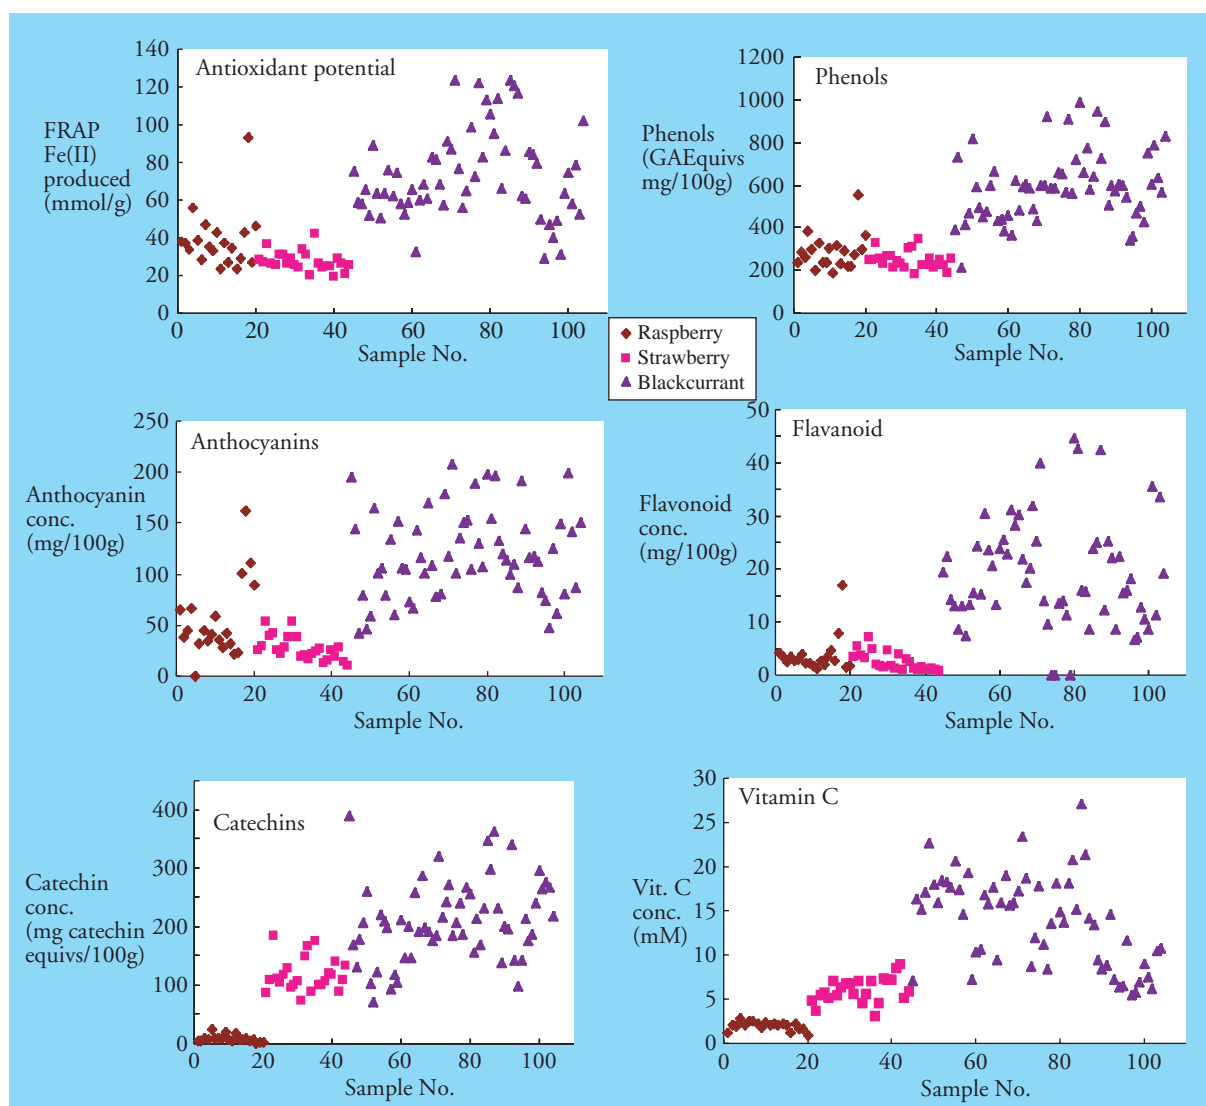 Antioxidant potential
FRAP
Fe(II)
produced
(mmol/g)
140
120
100
80
60
40
20
0
0 20 40 60 80 100
Sample No.
Phenols
Phenols
(GAEquivs
mg/100g)
1200
1000
800
600
400
200
0
0 20 40 60 80 100
Sample No.
Raspberry
Strawberry
Blackcurrant
Anthocyanins
Anthocyanin
conc.
(mg/100g)
250
200
150
100
50
0
0 20 40 60 80 100
Sample No.
Flavanoid
Flavonoid
conc.
(mg/100g)
50
40
30
20
10
0
0 20 40 60 80 100
Sample No.
Catechins
Catechin
conc.
(mg catechin
equivs/100g)
400
300
200
100
0
0 20 40 60 80 100
Sample No.
Vitamin C
Vit. C
conc.
(mM)
30
25
20
15
10
5
0
0 20 40 60 80 100
Sample No.